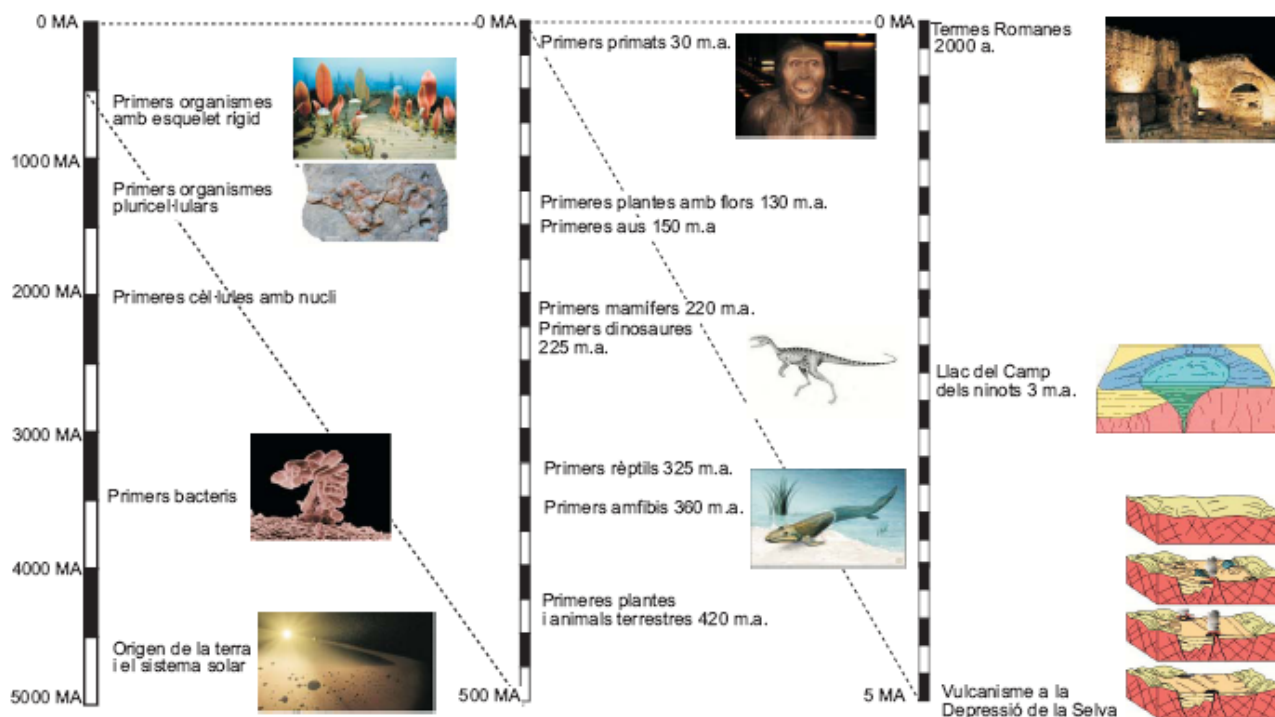 0 MA
Primers organismes
amb esquelet rigid
1000 MA
Primers organismes
pluricel·lulars
2000 MA
Primeres cèl·lules amb nucli
3000 MA
Primers bacteris
4000 MA
Origen de la terra
i el sistema solar
5000 MA
0 MA
Primers primats 30 m.a.
Primeres plantes amb flors 130 m.a.
Primeres aus 150 m.a
Primers mamífers 220 m.a.
Primers dinosaures
225 m.a.
Primers rèptils 325 m.a.
Primers amfibis 360 m.a.
Primeres plantes
i animals terrestres 420 m.a.
500 MA
0 MA
Termes Romanes
2000 a.
Llac del Camp
dels ninots 3 m.a.
5 MA
Vulcanisme a la
Depressió de la Selva